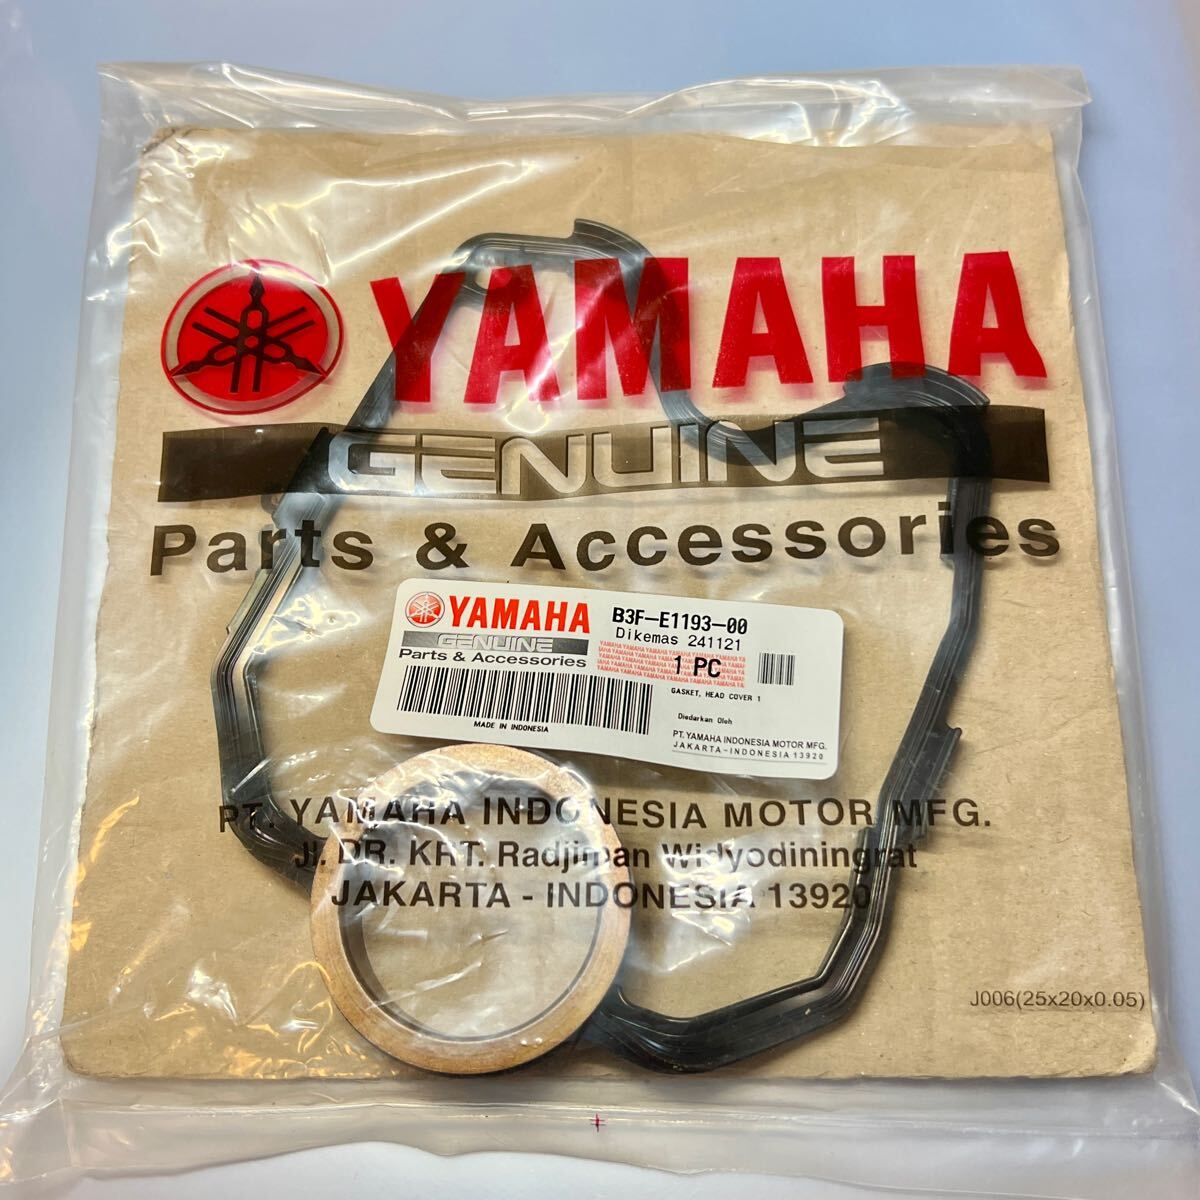 YAMAHA
GENUINE
Parts & Accessories
YAMAHA
GENUINE
Parts & Accessories
MADE IN INDONESIA
B3F-E1193-00
Dikemas 241121
1 PC
GASKET, HEAD COVER 1
Diedarkan Oleh
PT. YAMAHA INDONESIA MOTOR MFG.
JAKARTA-INDONESIA 13920
PT. YAMAHA INDONESIA MOTOR MFG.
Jl. DR. KRT. Radjiman Widyodiningrat
JAKARTA - INDONESIA 13920
J006(25x20x0.05)